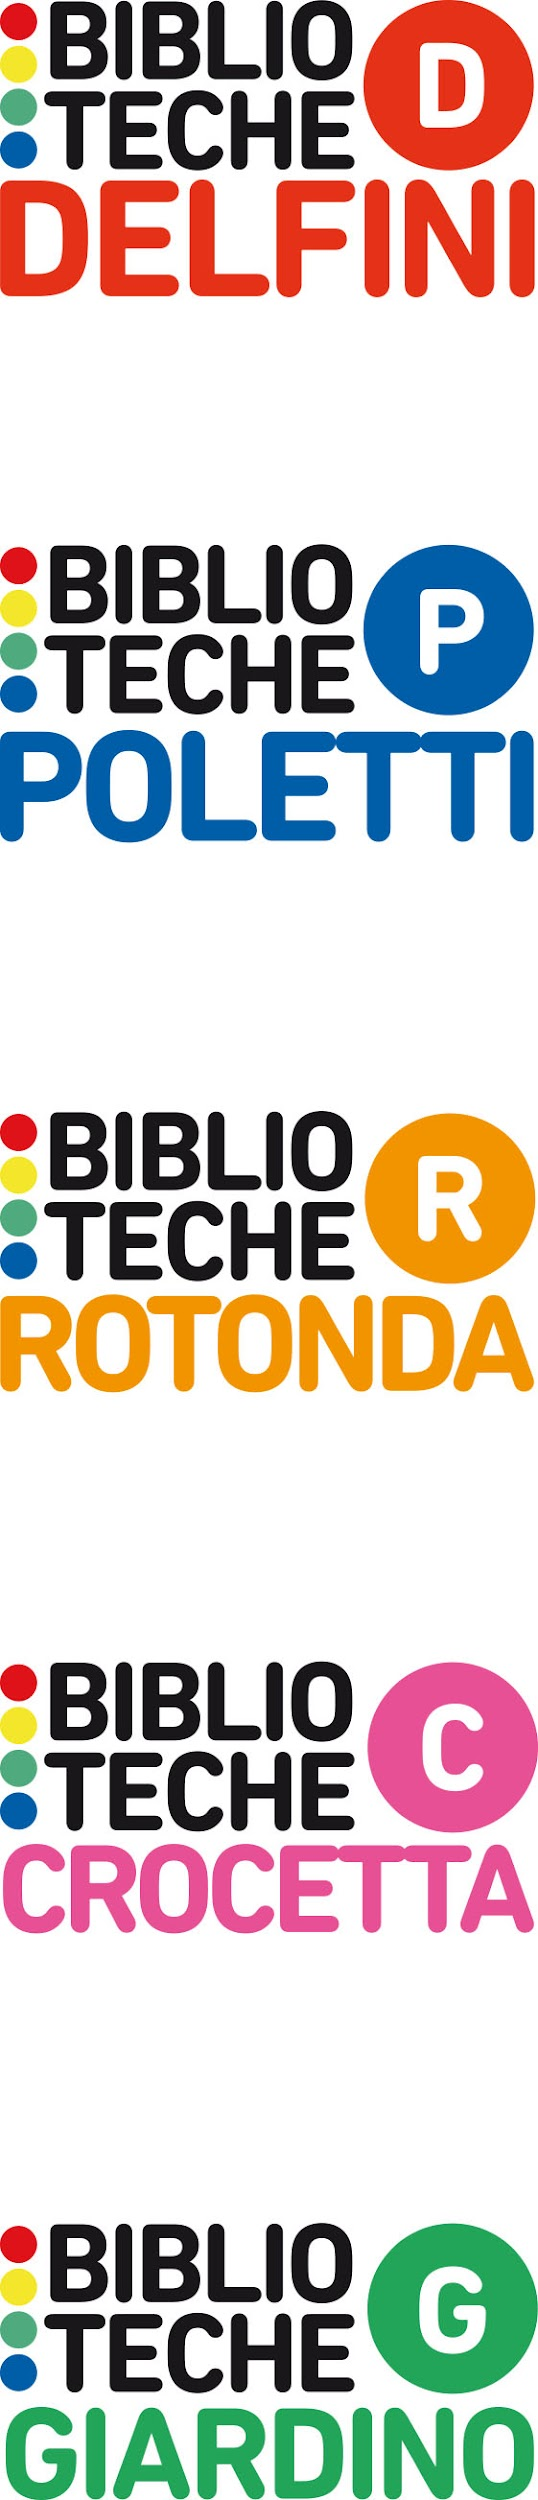 BIBLIO
TECHE
D
DELFINI
BIBLIO
TECHE
P
POLETTI
BIBLIO
TECHE
R
ROTONDA
BIBLIO
TECHE
C
CROCETTA
BIBLIO
TECHE
G
GIARDINO